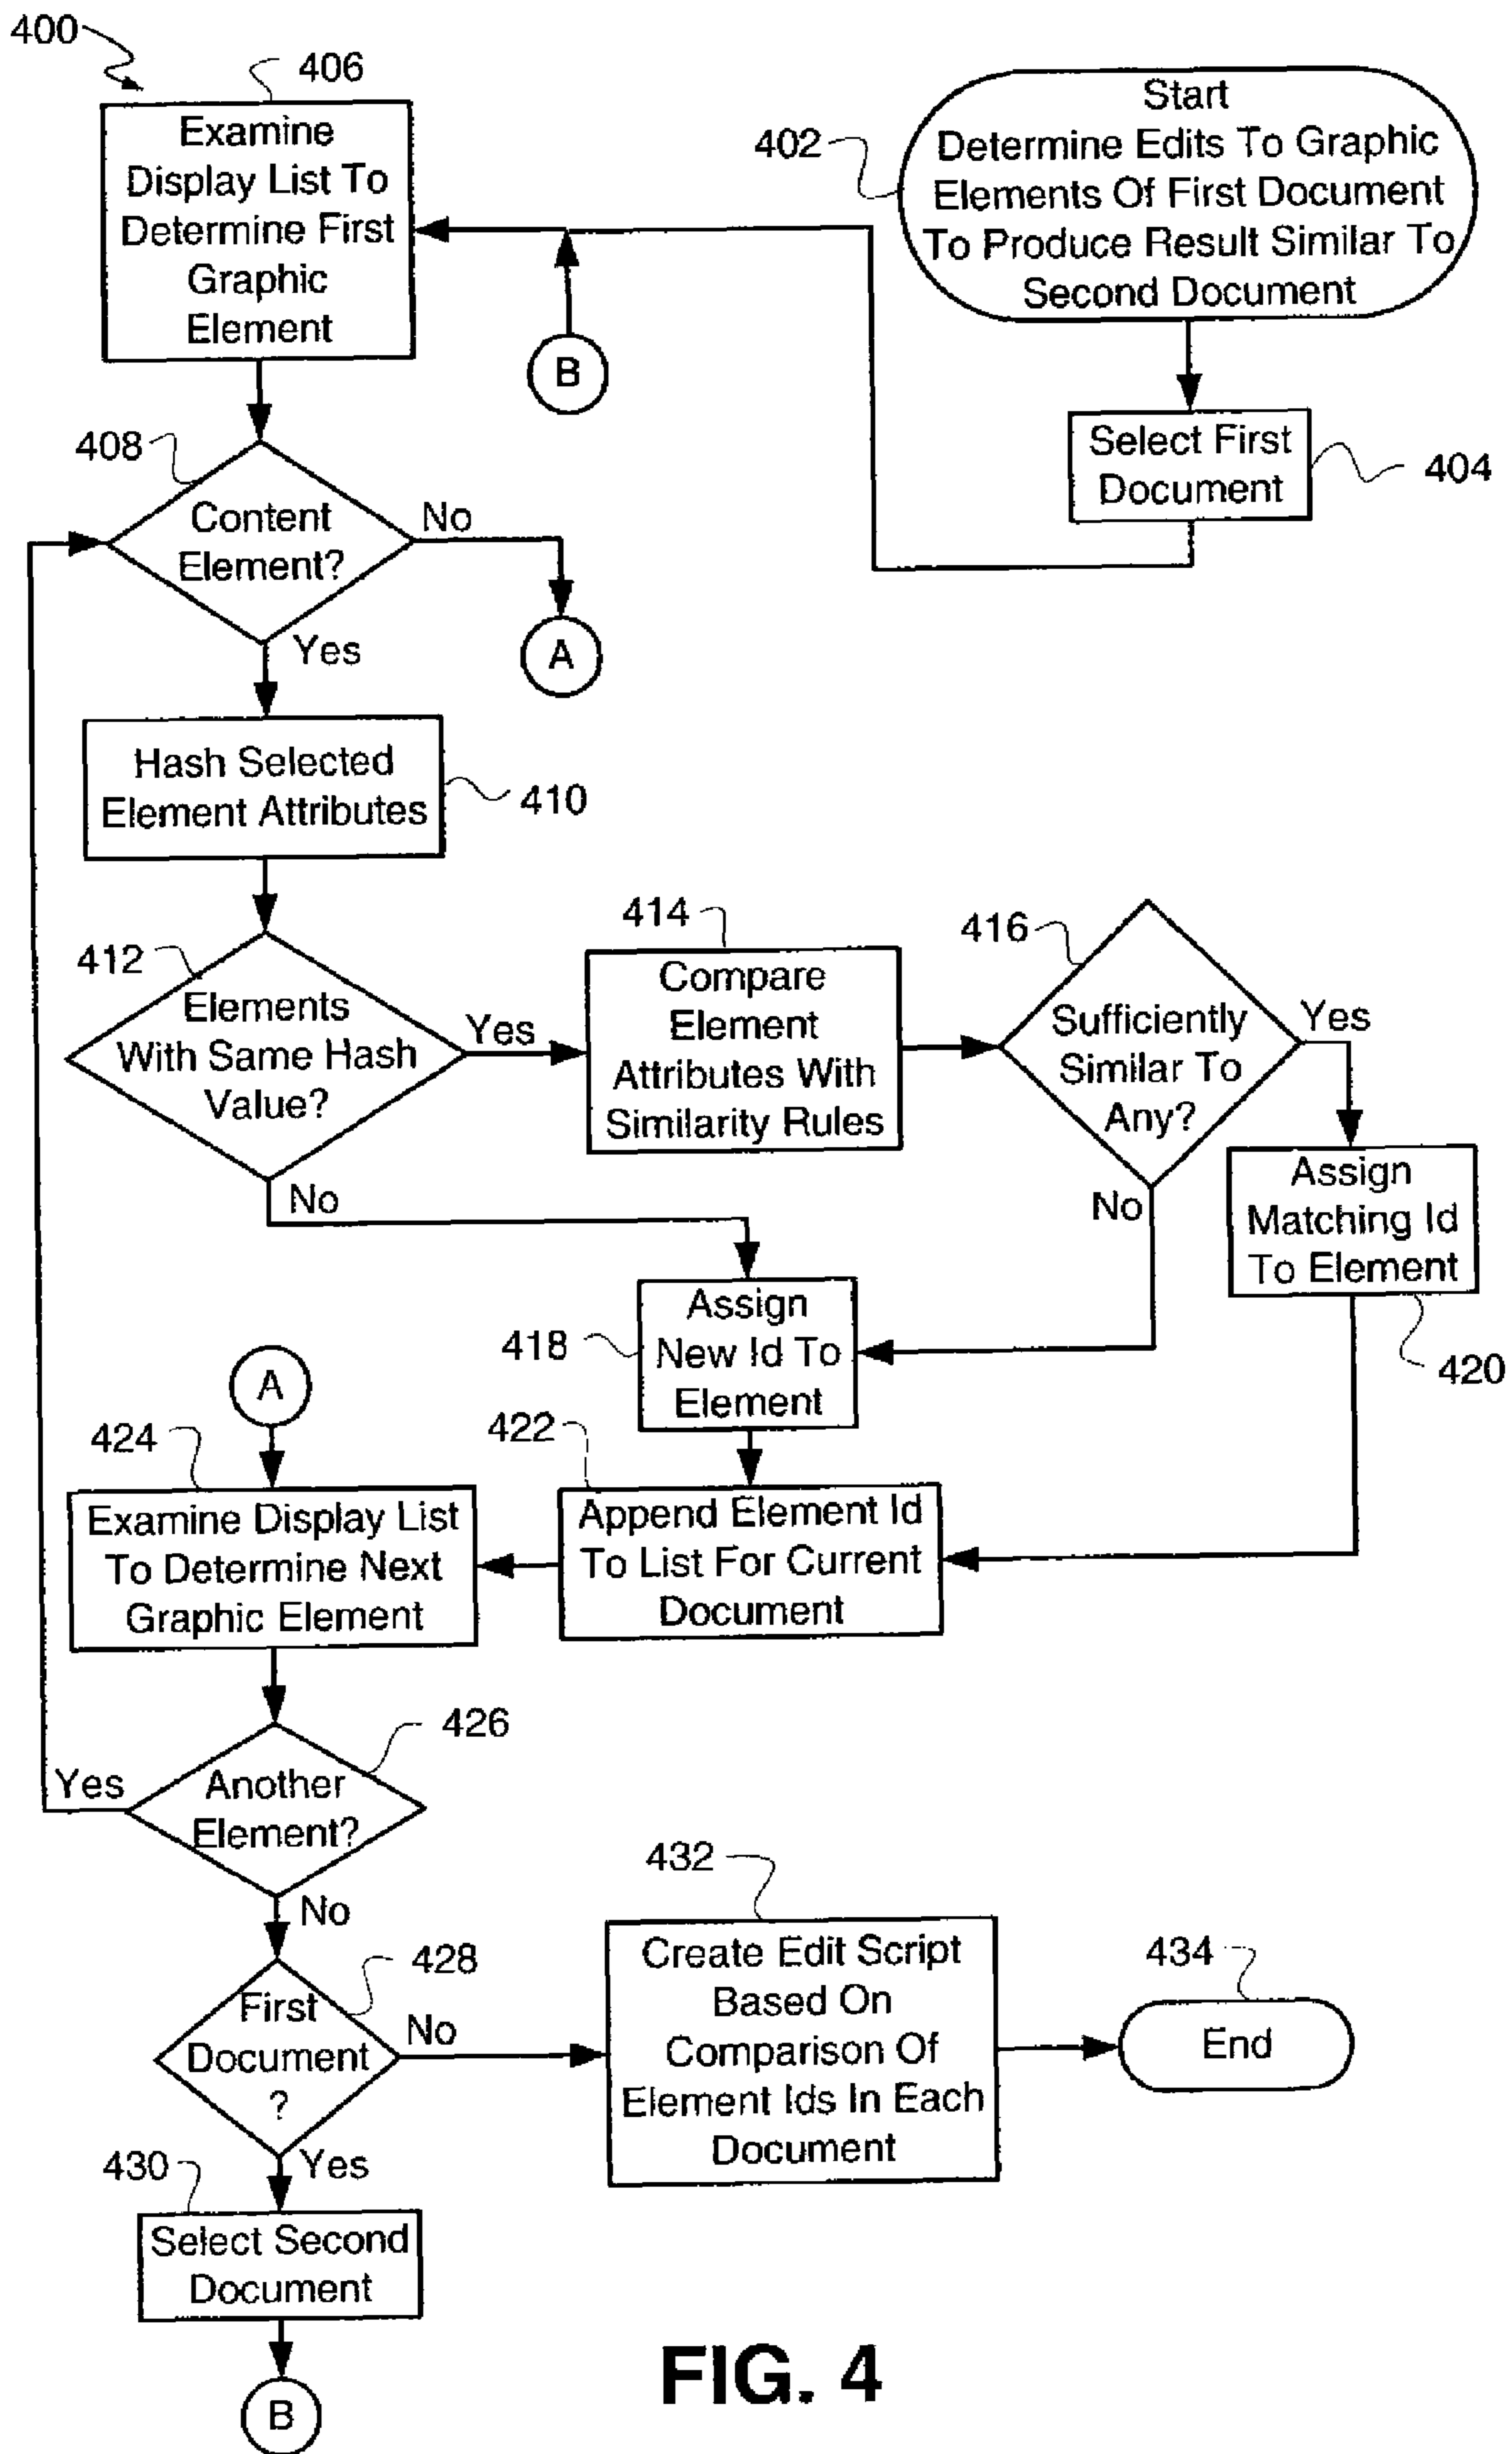 400
406
Examine
Display List To
Determine First
Graphic
Element
402
Start
Determine Edits To Graphic
Elements Of First Document
To Produce Result Similar To
Second Document
B
Select First
Document
404
408
Content
Element?
No
A
Yes
Hash Selected
Element Attributes
410
412
Elements
With Same Hash
Value?
Yes
No
414
Compare
Element
Attributes With
Similarity Rules
416
Sufficiently
Similar To
Any?
Yes
No
Assign
Matching Id
To Element
420
418
Assign
New Id To
Element
A
424
Examine Display List
To Determine Next
Graphic Element
422
Append Element Id
To List For Current
Document
426
Another
Element?
Yes
No
428
First
Document
?
No
Yes
432
Create Edit Script
Based On
Comparison Of
Element Ids In Each
Document
434
End
430
Select Second
Document
B
FIG. 4